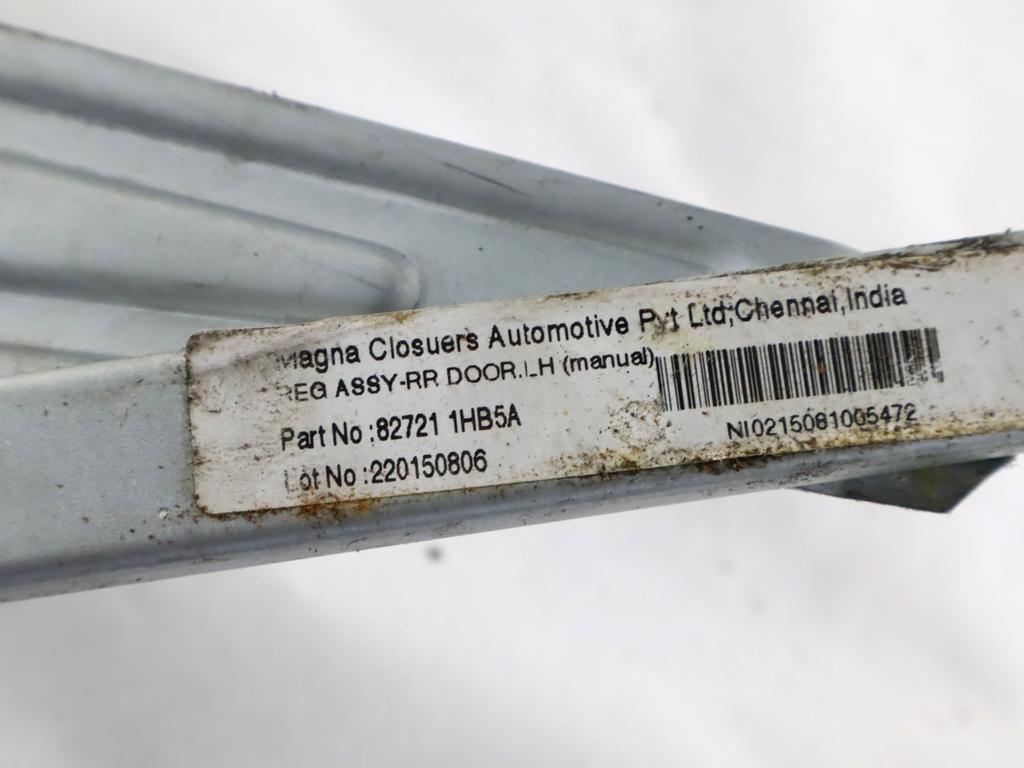 Magna Closuers Automotive Pvt Ltd;Chennai,India
REG ASSY-RR DOOR.LH (manual)
Part No :82721 1HB5A
Lot No :220150806
NI0215081005472